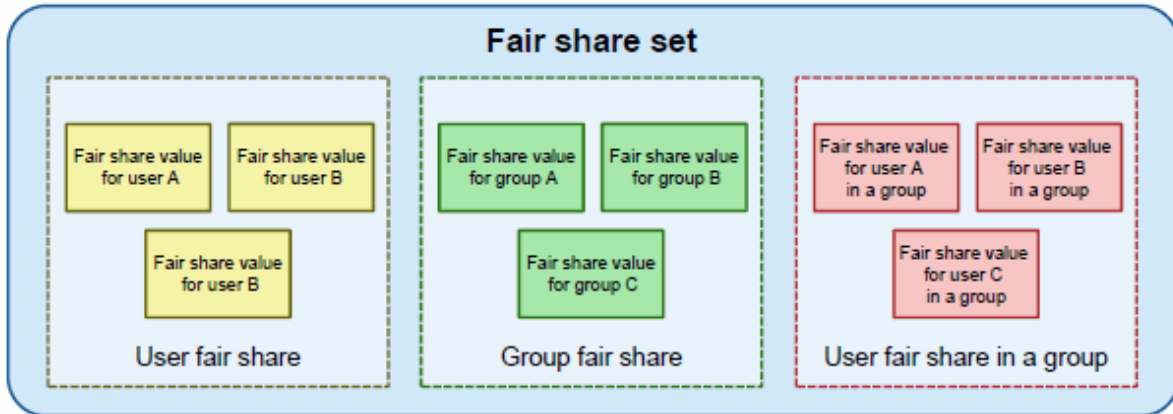 Fair share set
Fair share value
for user A
Fair share value
for user B
Fair share value
for user B
User fair share
Fair share value
for group A
Fair share value
for group B
Fair share value
for group C
Group fair share
Fair share value
for user A
in a group
Fair share value
for user B
in a group
Fair share value
for user C
in a group
User fair share in a group